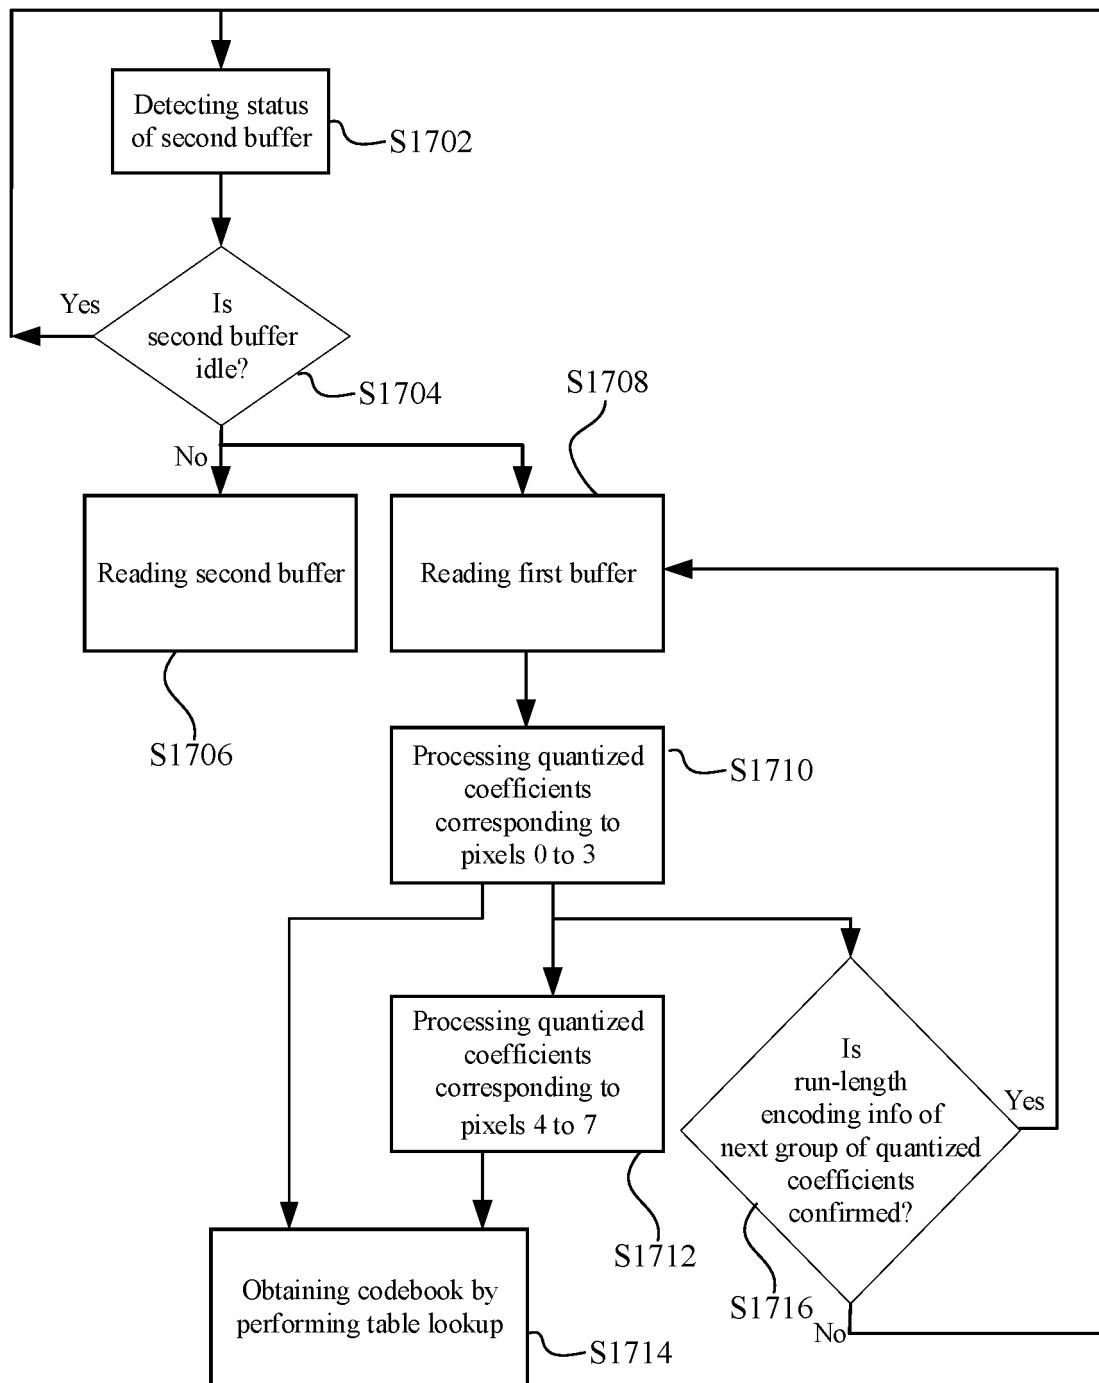 Detecting status
of second buffer
S1702
Yes
Is
second buffer
idle?
S1704
S1708
No
Reading second buffer
Reading first buffer
S1706
Processing quantized
coefficients
corresponding to
pixels 0 to 3
S1710
Processing quantized
coefficients
corresponding to
pixels 4 to 7
Is
run-length
encoding info of
next group of quantized
coefficients
confirmed?
Yes
S1712
S1716
No
Obtaining codebook by
performing table lookup
S1714